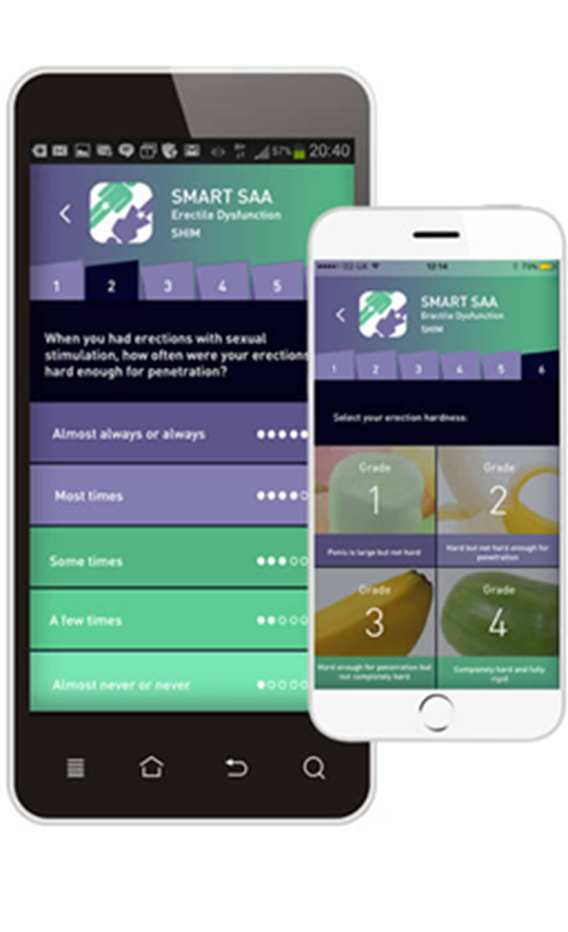 57% 20:40
SMART SAA
Erectile Dysfunction
SHIM
1 2 3 4 5
When you had erections with sexual
stimulation, how often were your erections
hard enough for penetration?
Almost always or always
Most times
Some times
A few times
Almost never or never
12:14
SMART SAA
Erectile Dysfunction
SHIM
1 2 3 4 5 6
Select your erection hardness:
Grade
1
Penis is large but not hard
Grade
2
Hard but not hard enough for
penetration
Grade
3
Hard enough for penetration but
not completely hard
Grade
4
Completely hard and fully
rigid